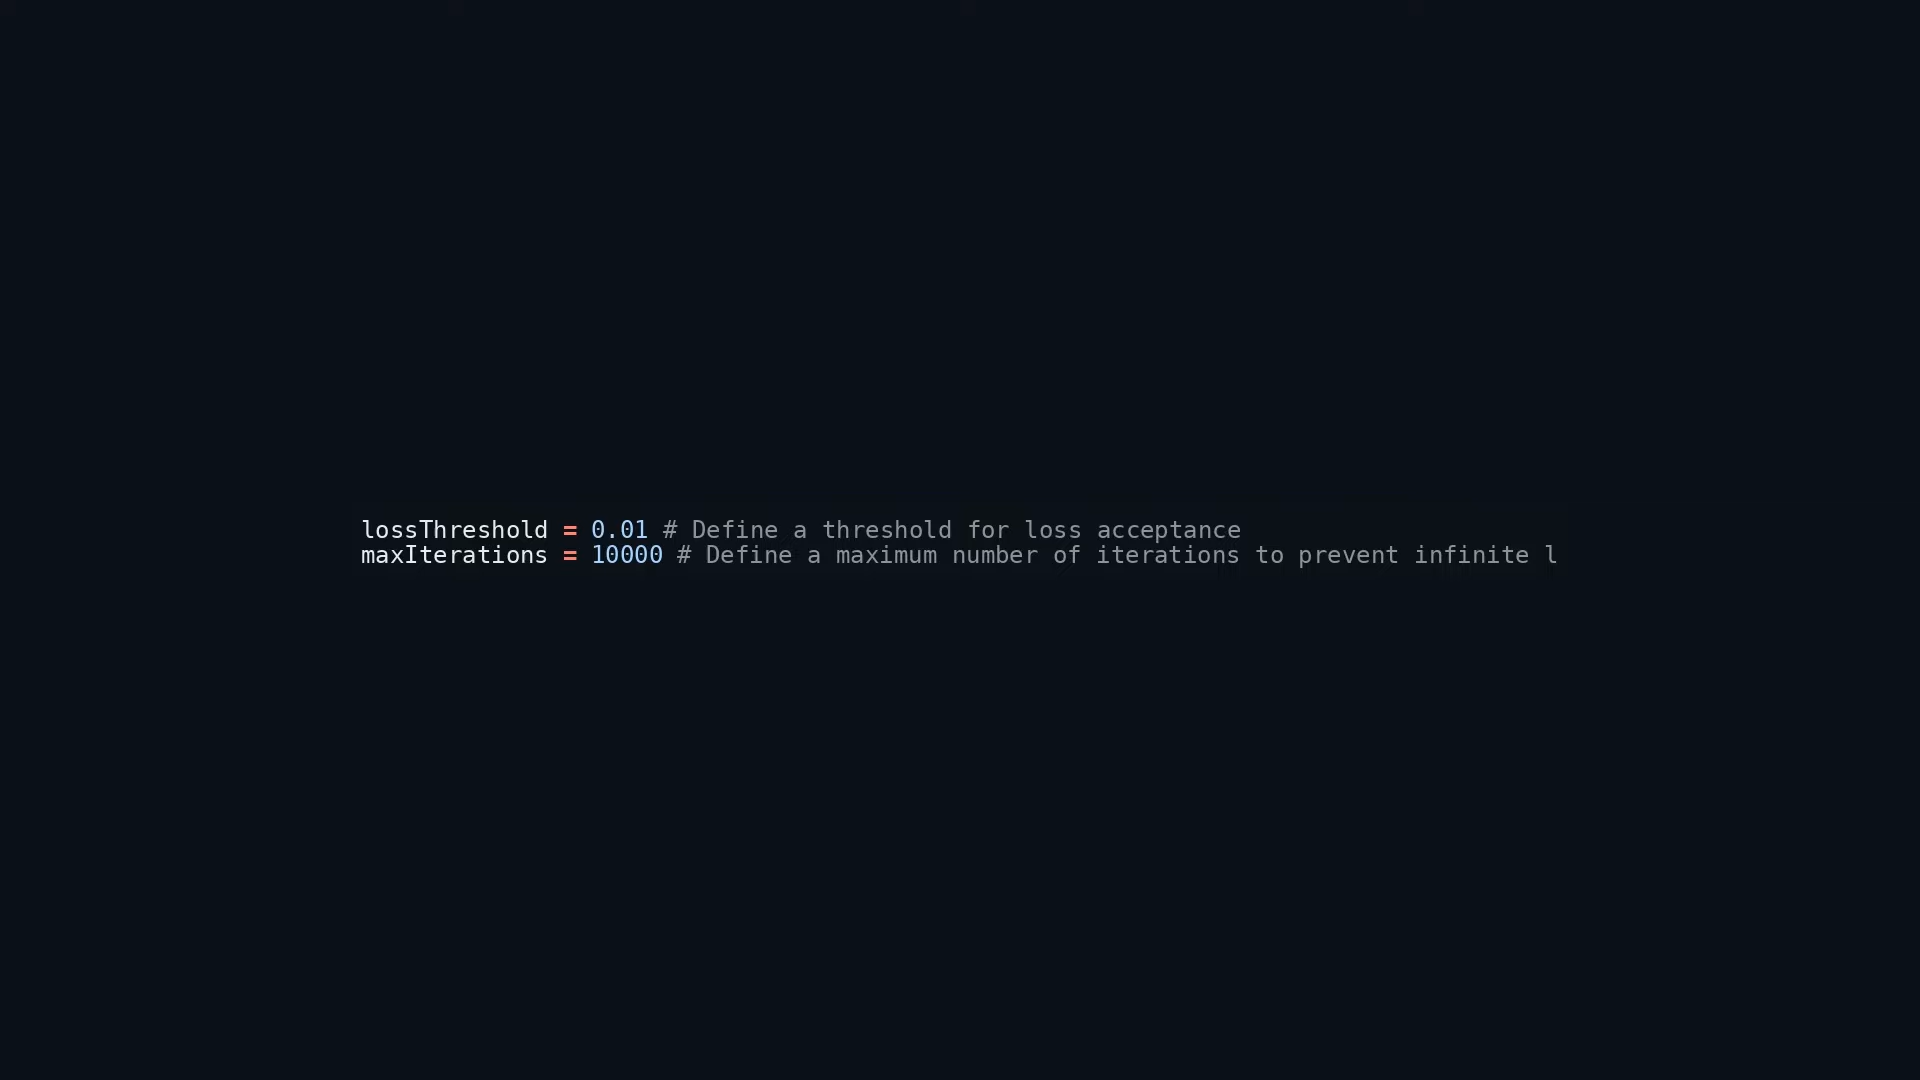 lossThreshold = 0.01 # Define a threshold for loss acceptance
maxIterations = 10000 # Define a maximum number of iterations to prevent infinite l